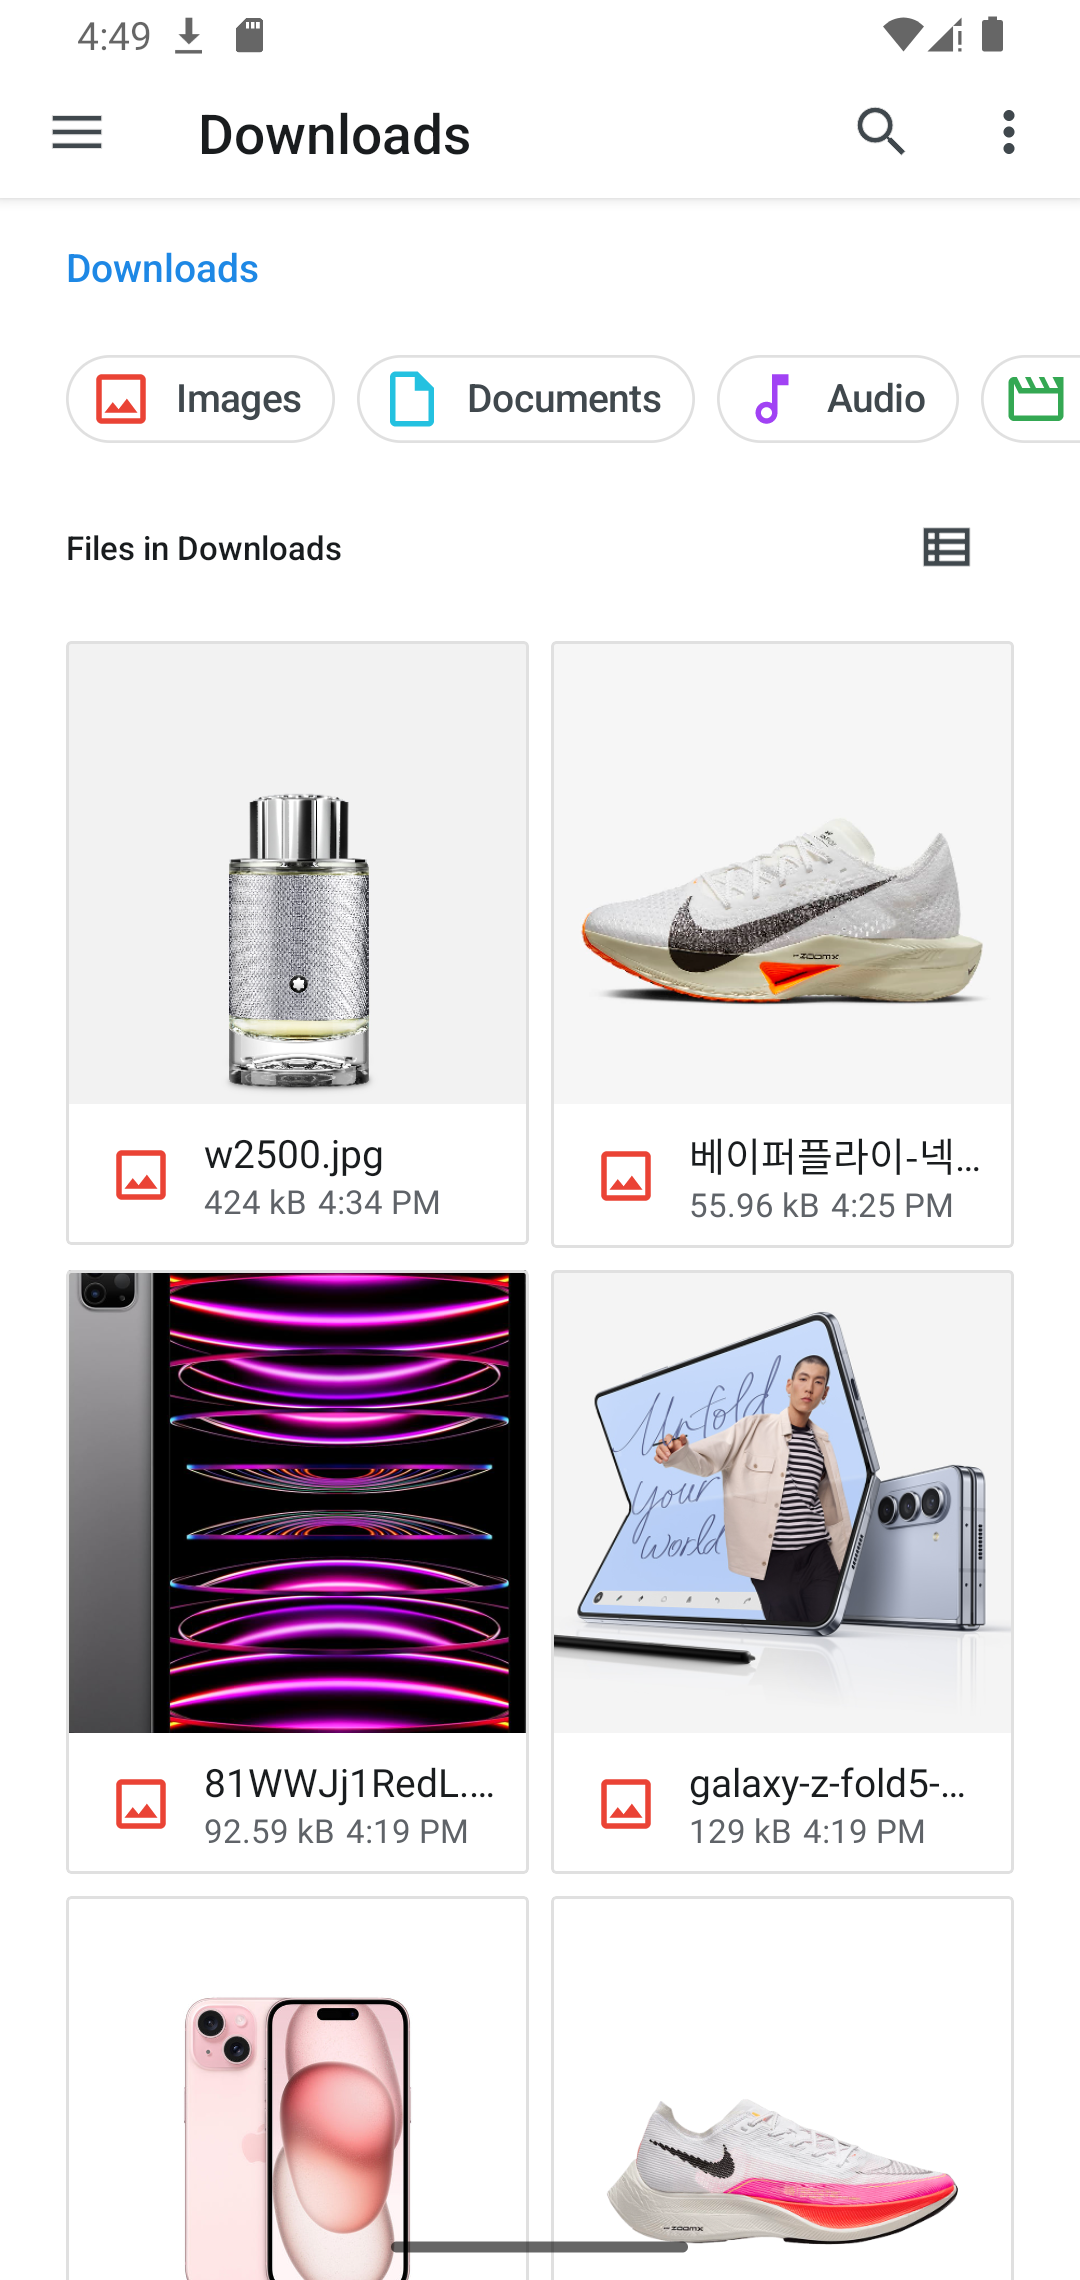 4:49
Downloads
Downloads
Images
Documents
Audio
Files in Downloads
ZOOMX
w2500.jpg
424 kB 4:34 PM
베이퍼플라이-넥…
55.96 kB 4:25 PM
Unfold
your
world
81WWJj1RedL.…
92.59 kB 4:19 PM
galaxy-z-fold5-…
129 kB 4:19 PM
ZOOMX